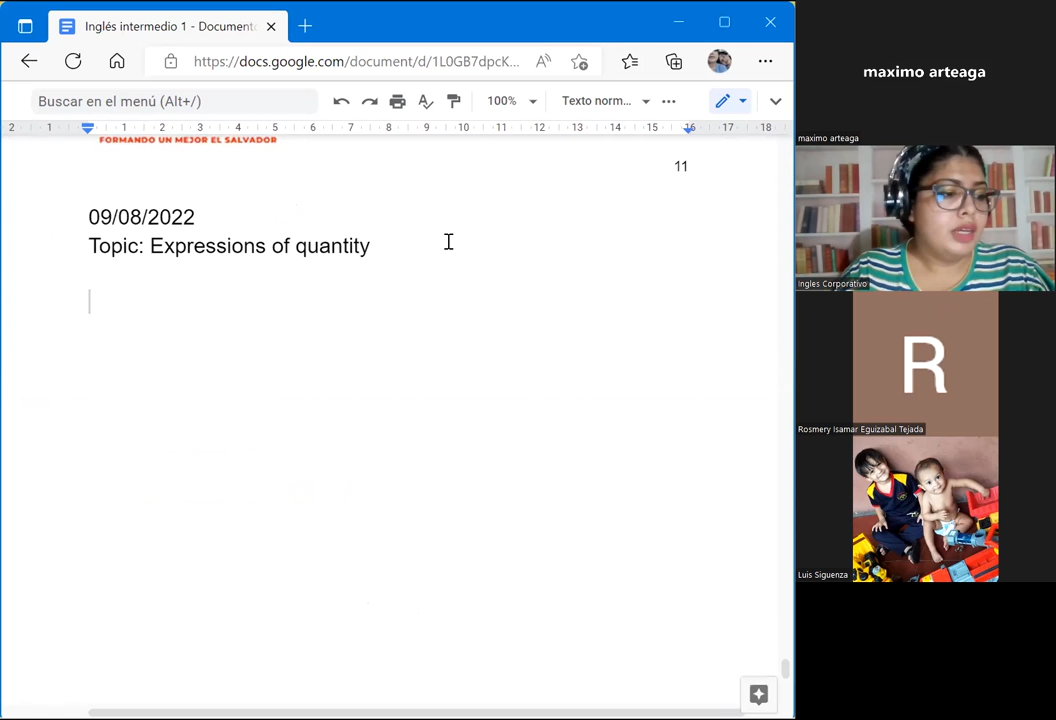 Inglés intermedio 1 - Document
https://docs.google.com/document/d/1L0GB7dpcK...
Buscar en el menú (Alt+/)
100%
Texto norm...
2 1 1 2 3 4 5 6 7 8 9 10 11 12 13 14 15 16 17 18
FORMANDO UN MEJOR EL SALVADOR
11
09/08/2022
Topic: Expressions of quantity
maximo arteaga
maximo arteaga
Ingles Corporativo
R
Rosmery Isamar Eguizabal Tejada
Luis Siguenza